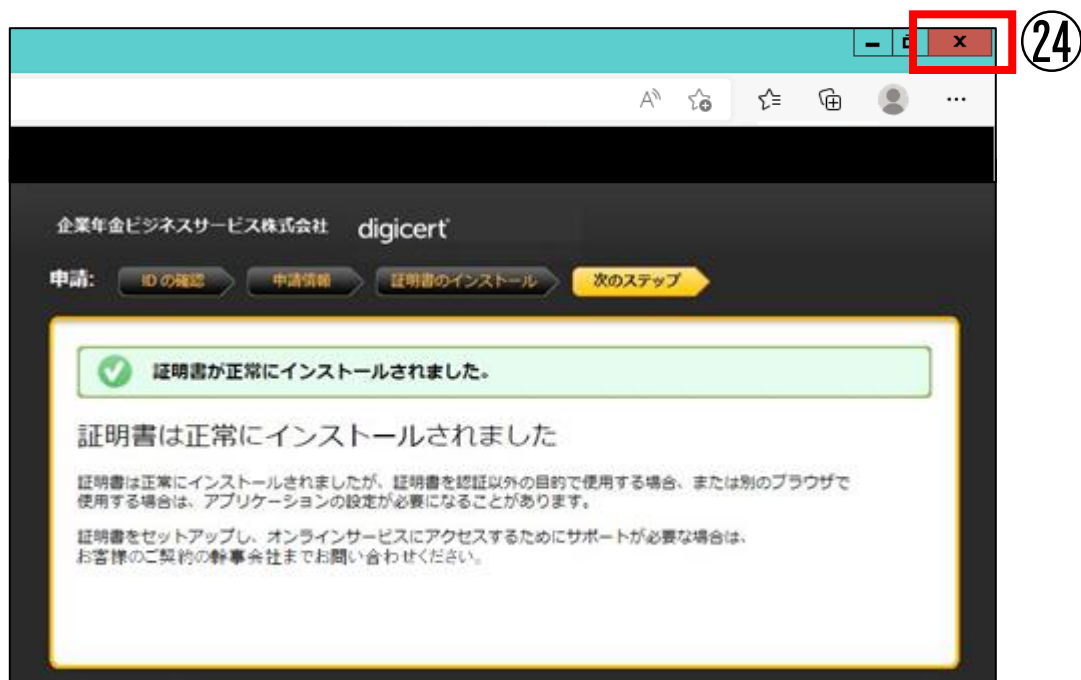 ㉔
x
企業年金ビジネスサービス株式会社 digicert
申請: ID の確認 申請情報 証明書のインストール 次のステップ
証明書が正常にインストールされました。
証明書は正常にインストールされました
証明書は正常にインストールされましたが、証明書を認証以外の目的で使用する場合、または別のブラウザで
使用する場合は、アプリケーションの設定が必要になることがあります。
証明書をセットアップし、オンラインサービスにアクセスするためにサポートが必要な場合は、
お客様のご契約の幹事会社までお問い合わせください。